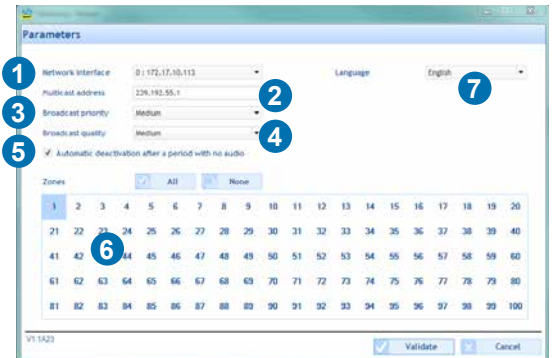 Parameters
1 Network interface 0 : 172.17.10.113 Language English 7
Multicast address 239.192.55.1 2
3 Broadcast priority Medium
Broadcast quality Medium 4
5 Automatic deactivation after a period with no audio
Zones All None
1 2 3 4 5 6 7 8 9 10 11 12 13 14 15 16 17 18 19 20
21 22 23 24 25 26 27 28 29 30 31 32 33 34 35 36 37 38 39 40
41 42 6 44 45 46 47 48 49 50 51 52 53 54 55 56 57 58 59 60
61 62 63 64 65 66 67 68 69 70 71 72 73 74 75 76 77 78 79 80
81 82 83 84 85 86 87 88 89 90 91 92 93 94 95 96 97 98 99 100
V1.1A23 Validate Cancel